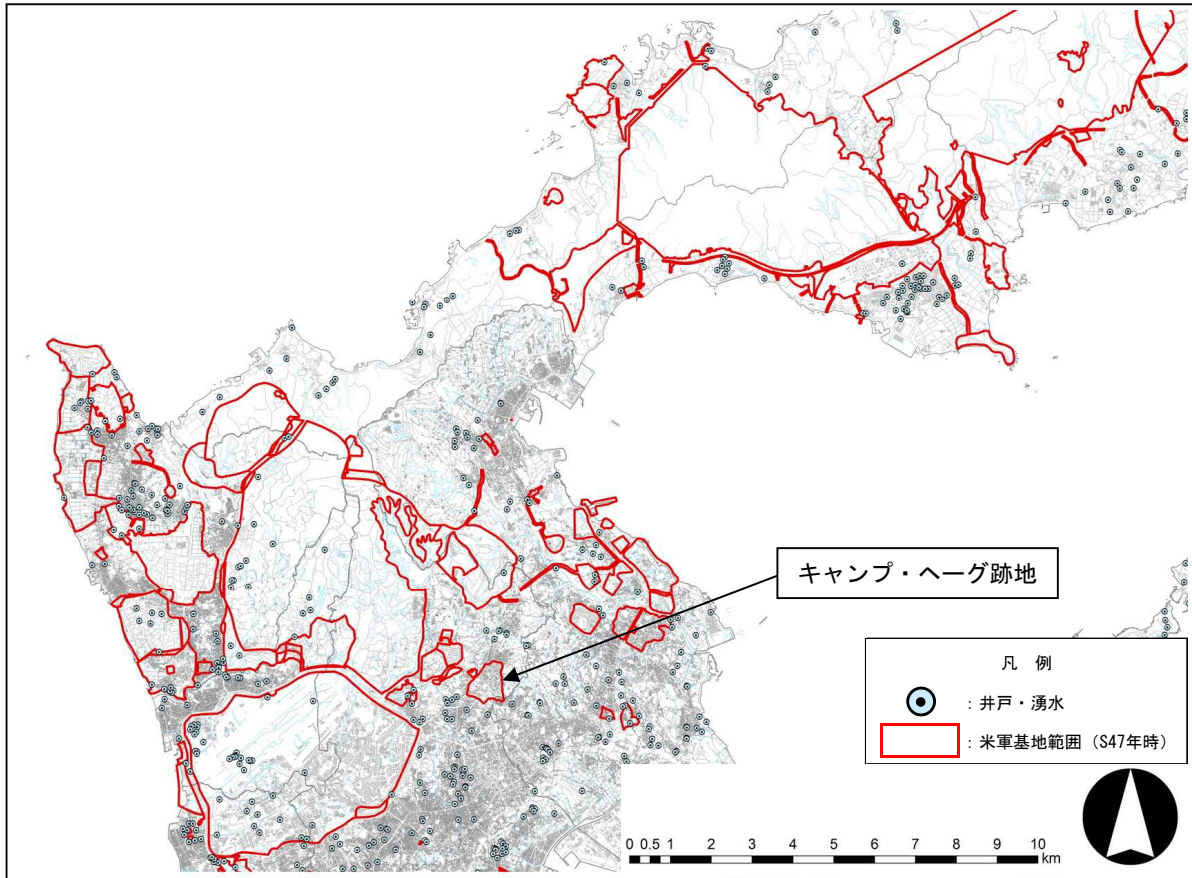 キャンプ・ヘーグ跡地
凡　例
：井戸・湧水
：米軍基地範囲（S47年時）
0 0.5 1 2 3 4 5 6 7 8 9 10
km